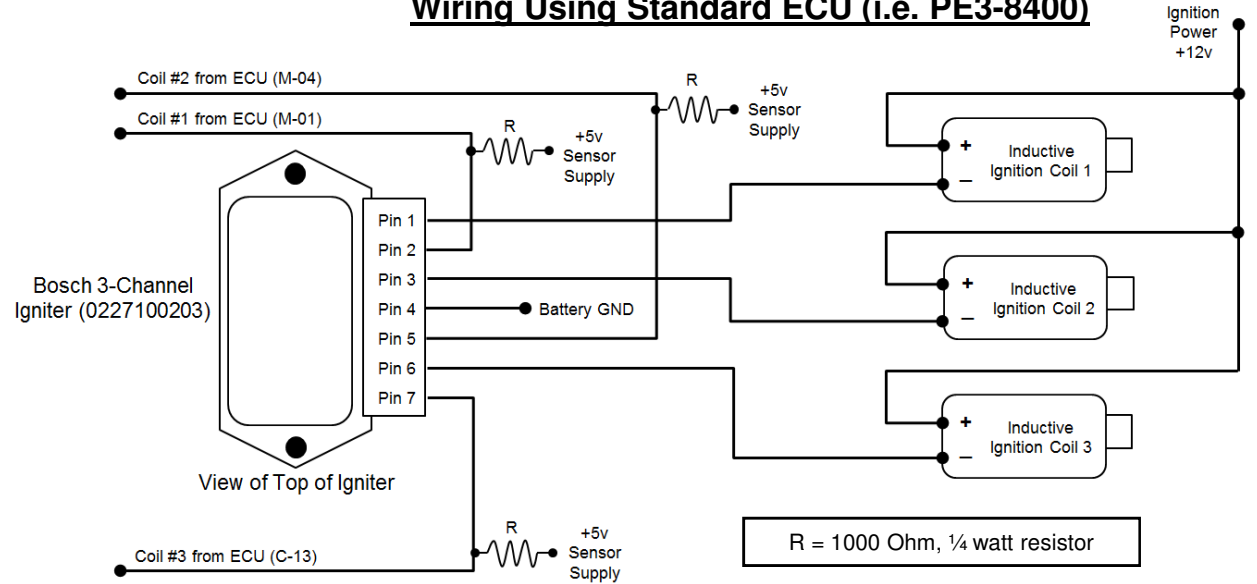 Wiring Using Standard ECU (i.e. PE3-8400)
Ignition
Power
+12v
Coil #2 from ECU (M-04)
R
+5v
Sensor
Supply
Coil #1 from ECU (M-01)
R
+5v
Sensor
Supply
+
Inductive
Ignition Coil 1
–
Pin 1
Pin 2
Pin 3
Pin 4
Pin 5
Pin 6
Pin 7
Bosch 3-Channel
Igniter (0227100203)
Battery GND
+
Inductive
Ignition Coil 2
–
+
Inductive
Ignition Coil 3
–
View of Top of Igniter
R
+5v
Sensor
Supply
Coil #3 from ECU (C-13)
R = 1000 Ohm, ¼ watt resistor